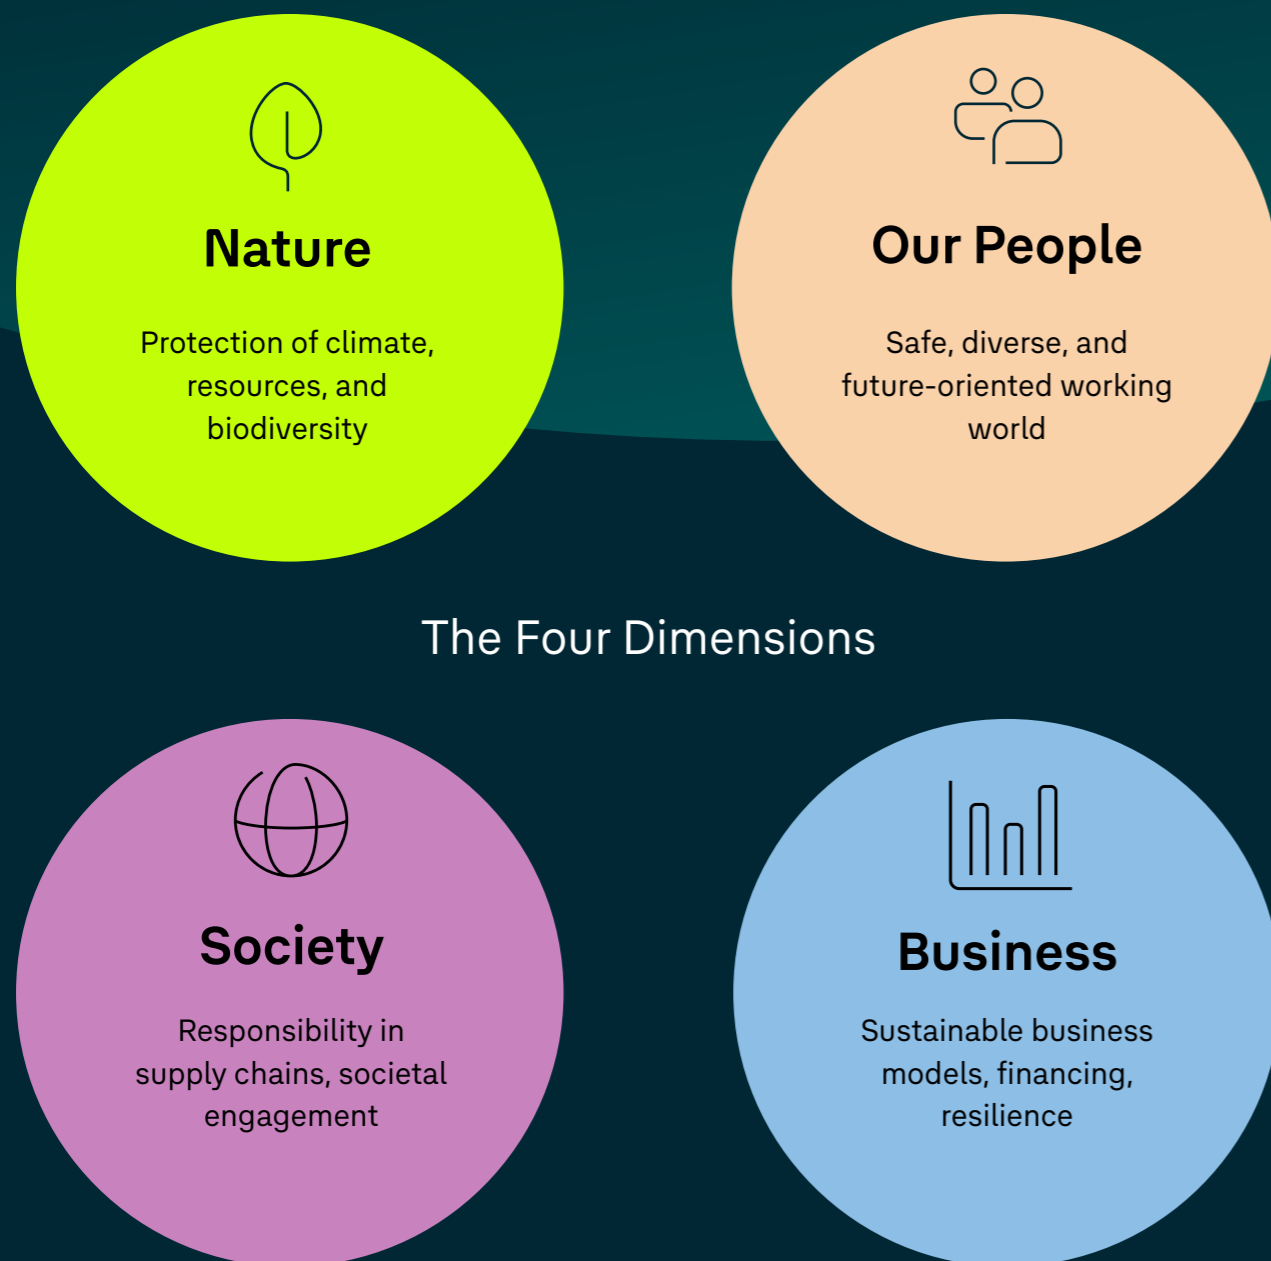 Nature
Protection of climate,
resources, and
biodiversity
Our People
Safe, diverse, and
future-oriented working
world
The Four Dimensions
Society
Responsibility in
supply chains, societal
engagement
Business
Sustainable business
models, financing,
resilience